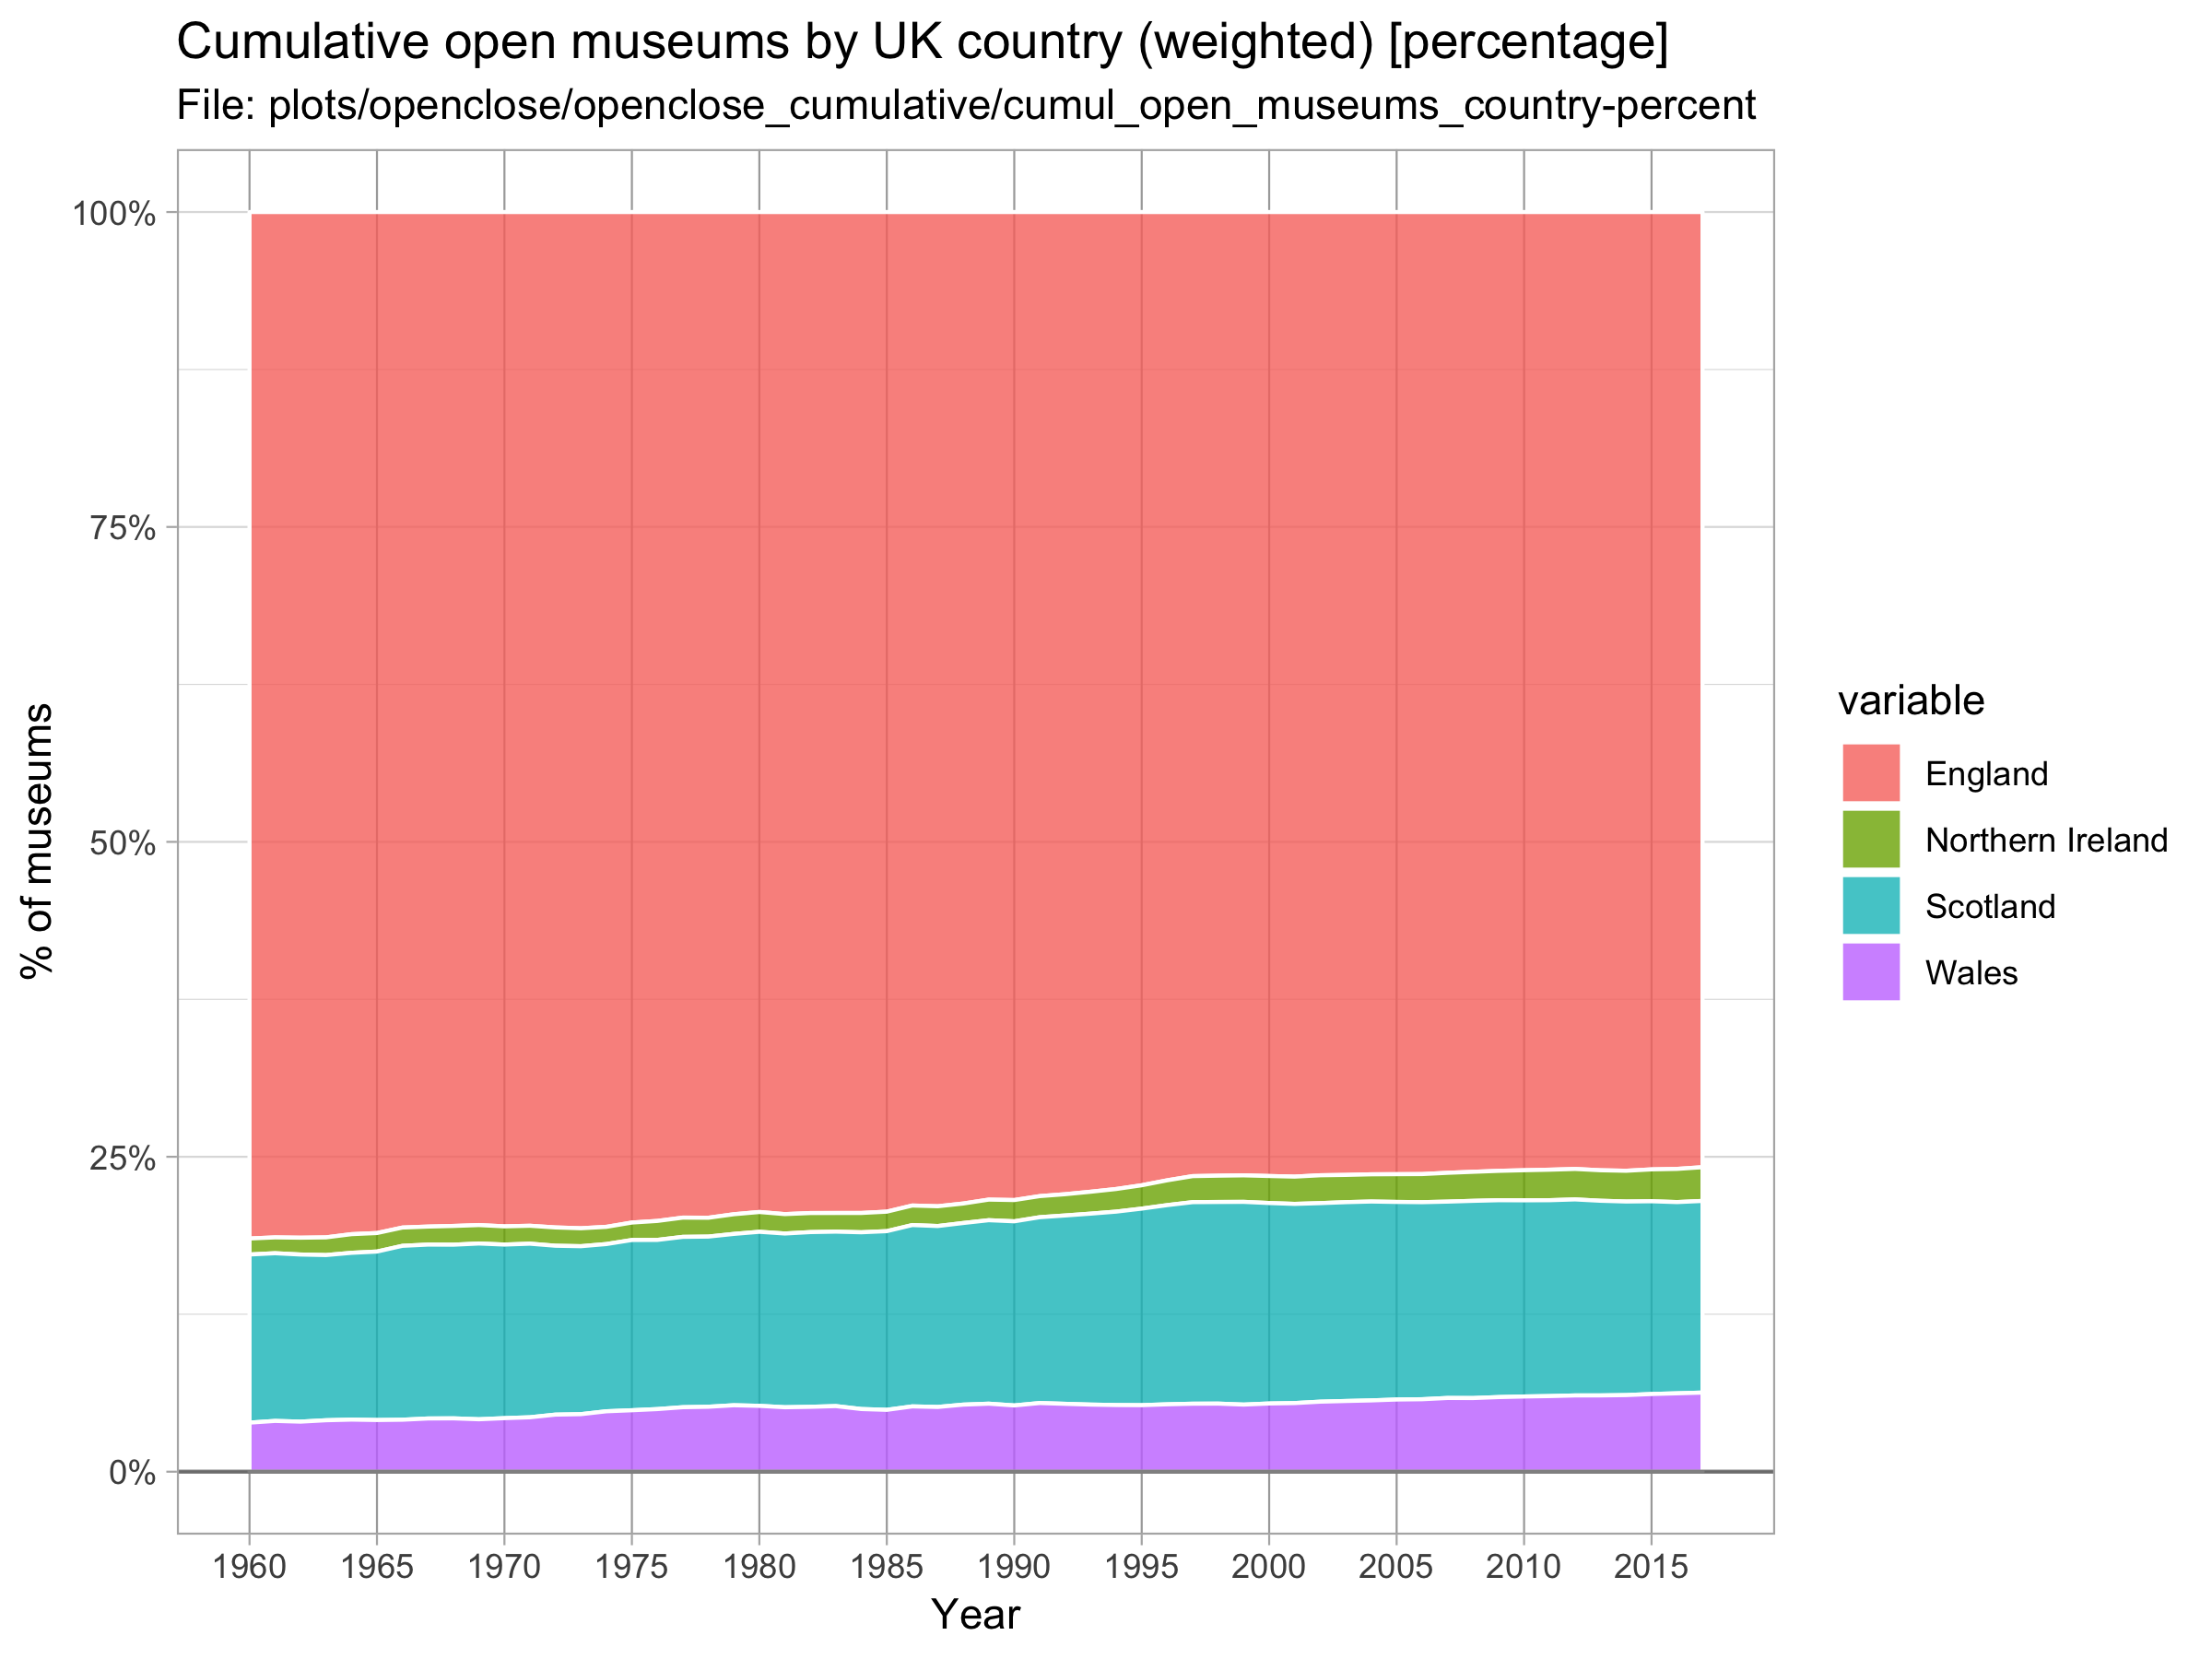 Cumulative open museums by UK country (weighted) [percentage]
File: plots/openclose/openclose_cumulative/cumul_open_museums_country-percent
100%
75%
50%
25%
0%
% of museums
1960 1965 1970 1975 1980 1985 1990 1995 2000 2005 2010 2015
Year
variable
England
Northern Ireland
Scotland
Wales